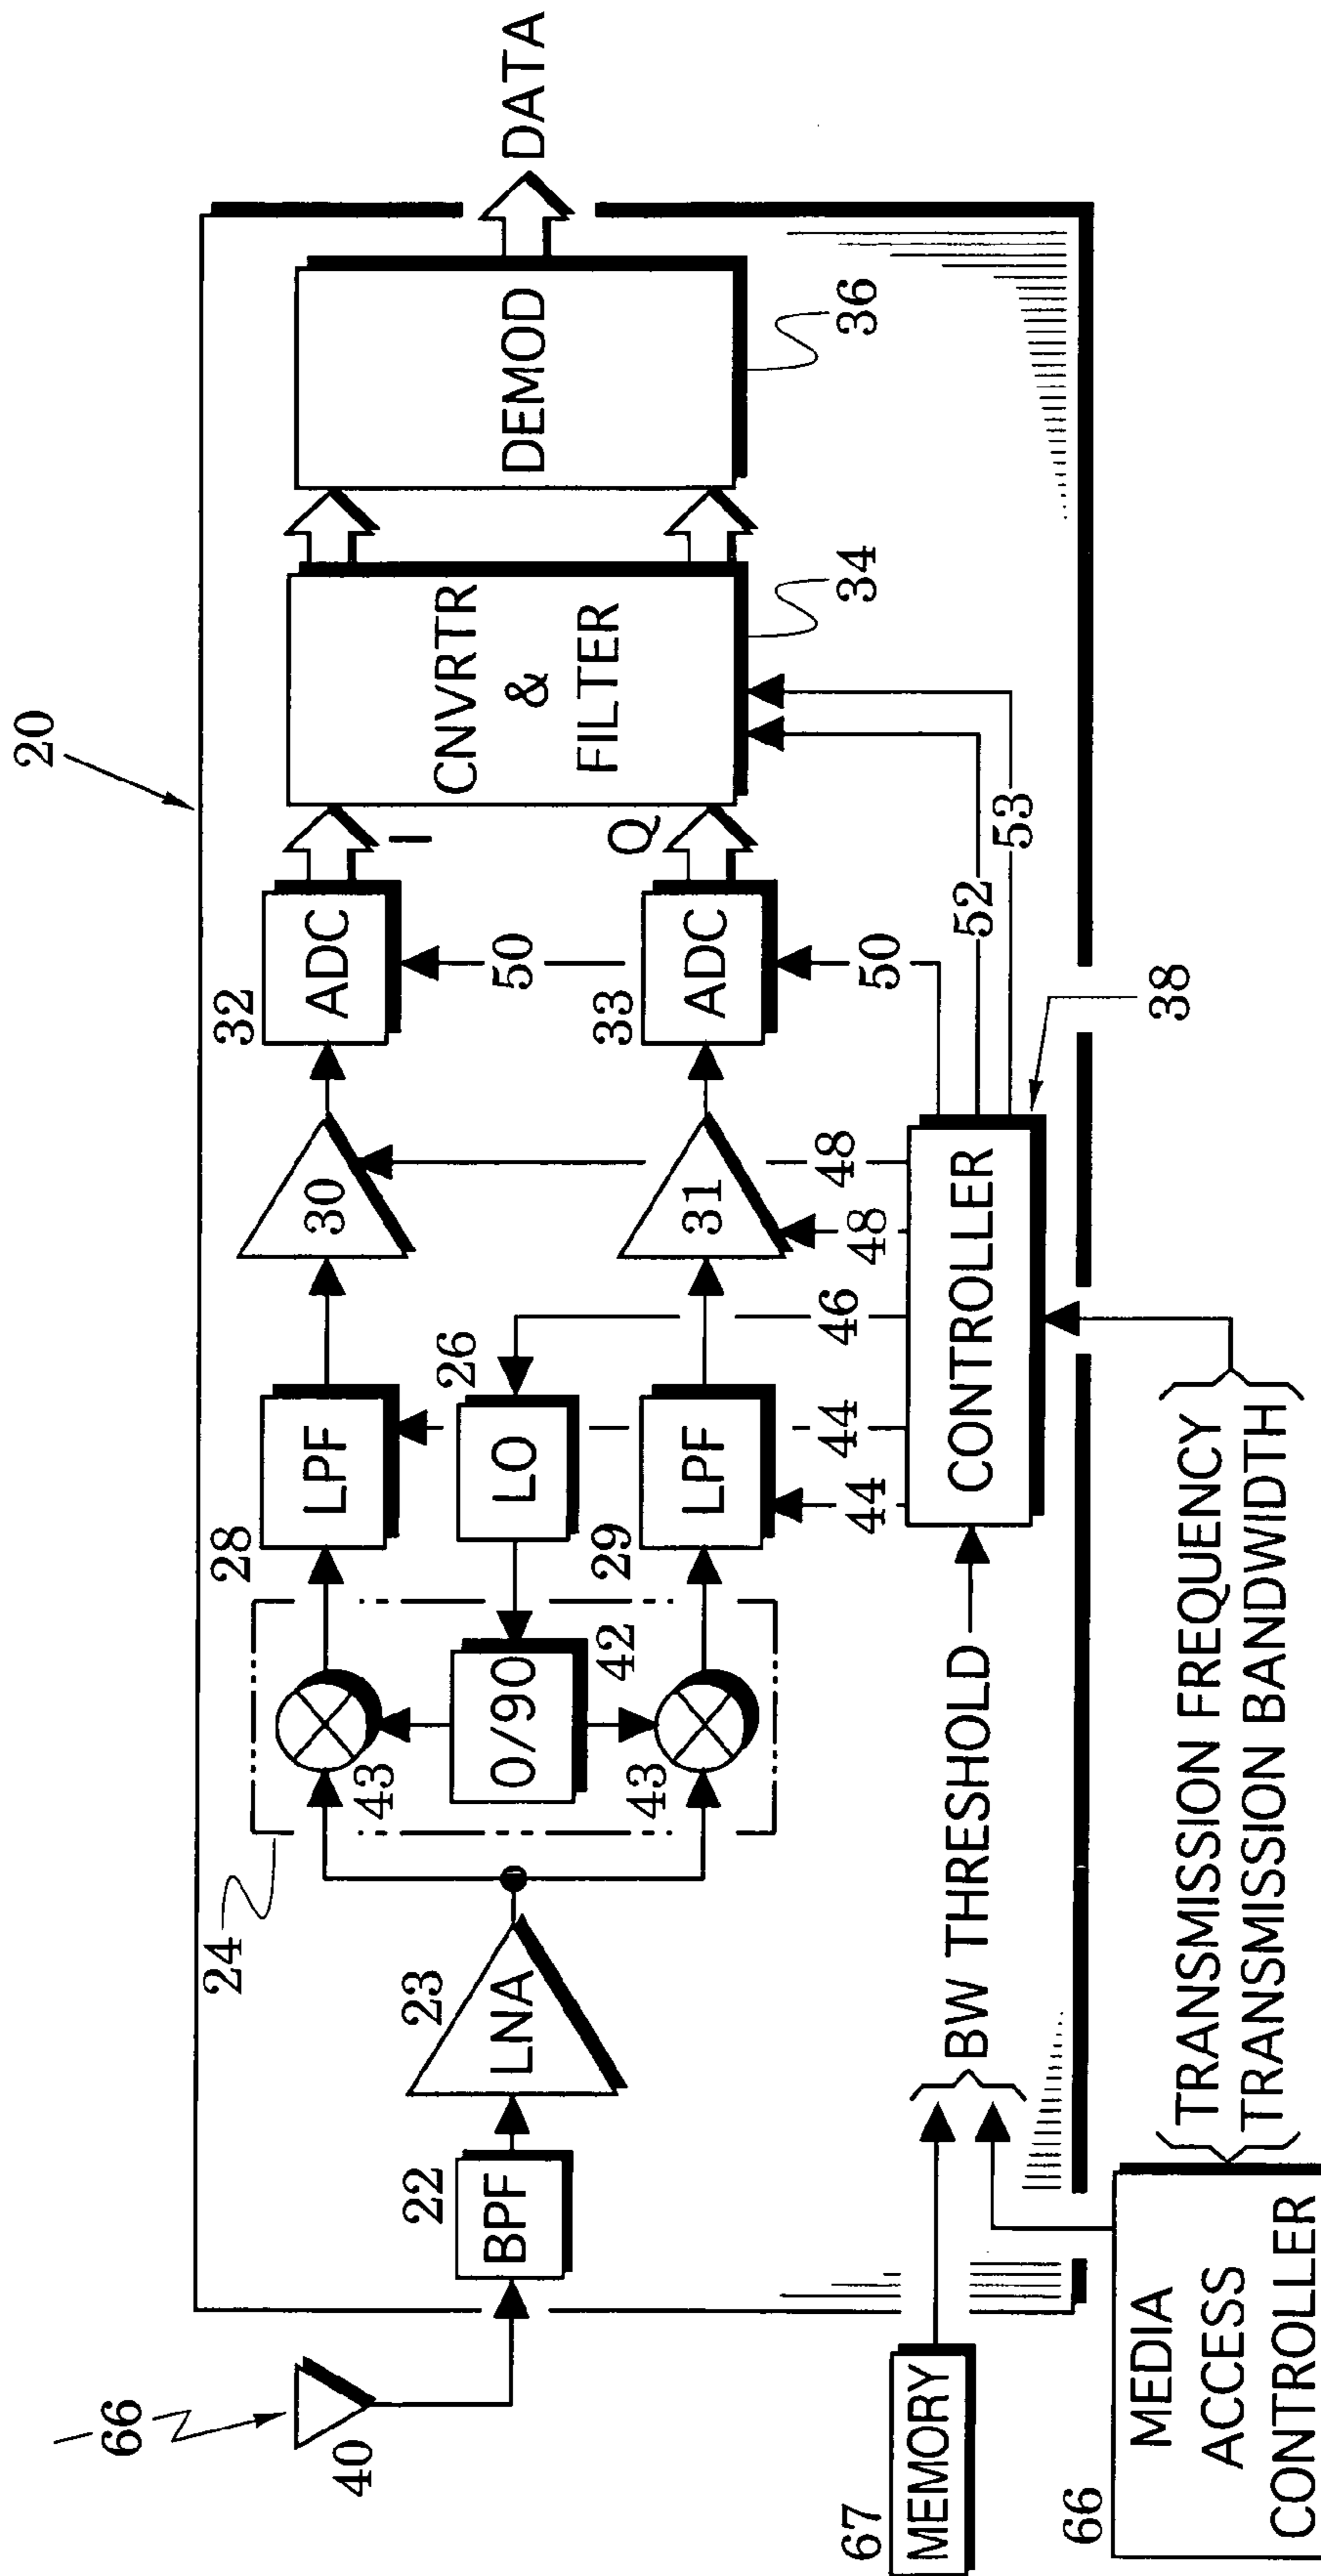 20
66
40
22
BPF
23
LNA
24
43
43
0/90
42
28
LPF
26
LO
29
LPF
30
31
32
ADC
33
ADC
I
Q
CNVRTR
&
FILTER
34
DEMOD
36
DATA
44
44
46
48
48
50
50
52
53
38
CONTROLLER
BW THRESHOLD
67
MEMORY
66
MEDIA
ACCESS
CONTROLLER
TRANSMISSION FREQUENCY
TRANSMISSION BANDWIDTH